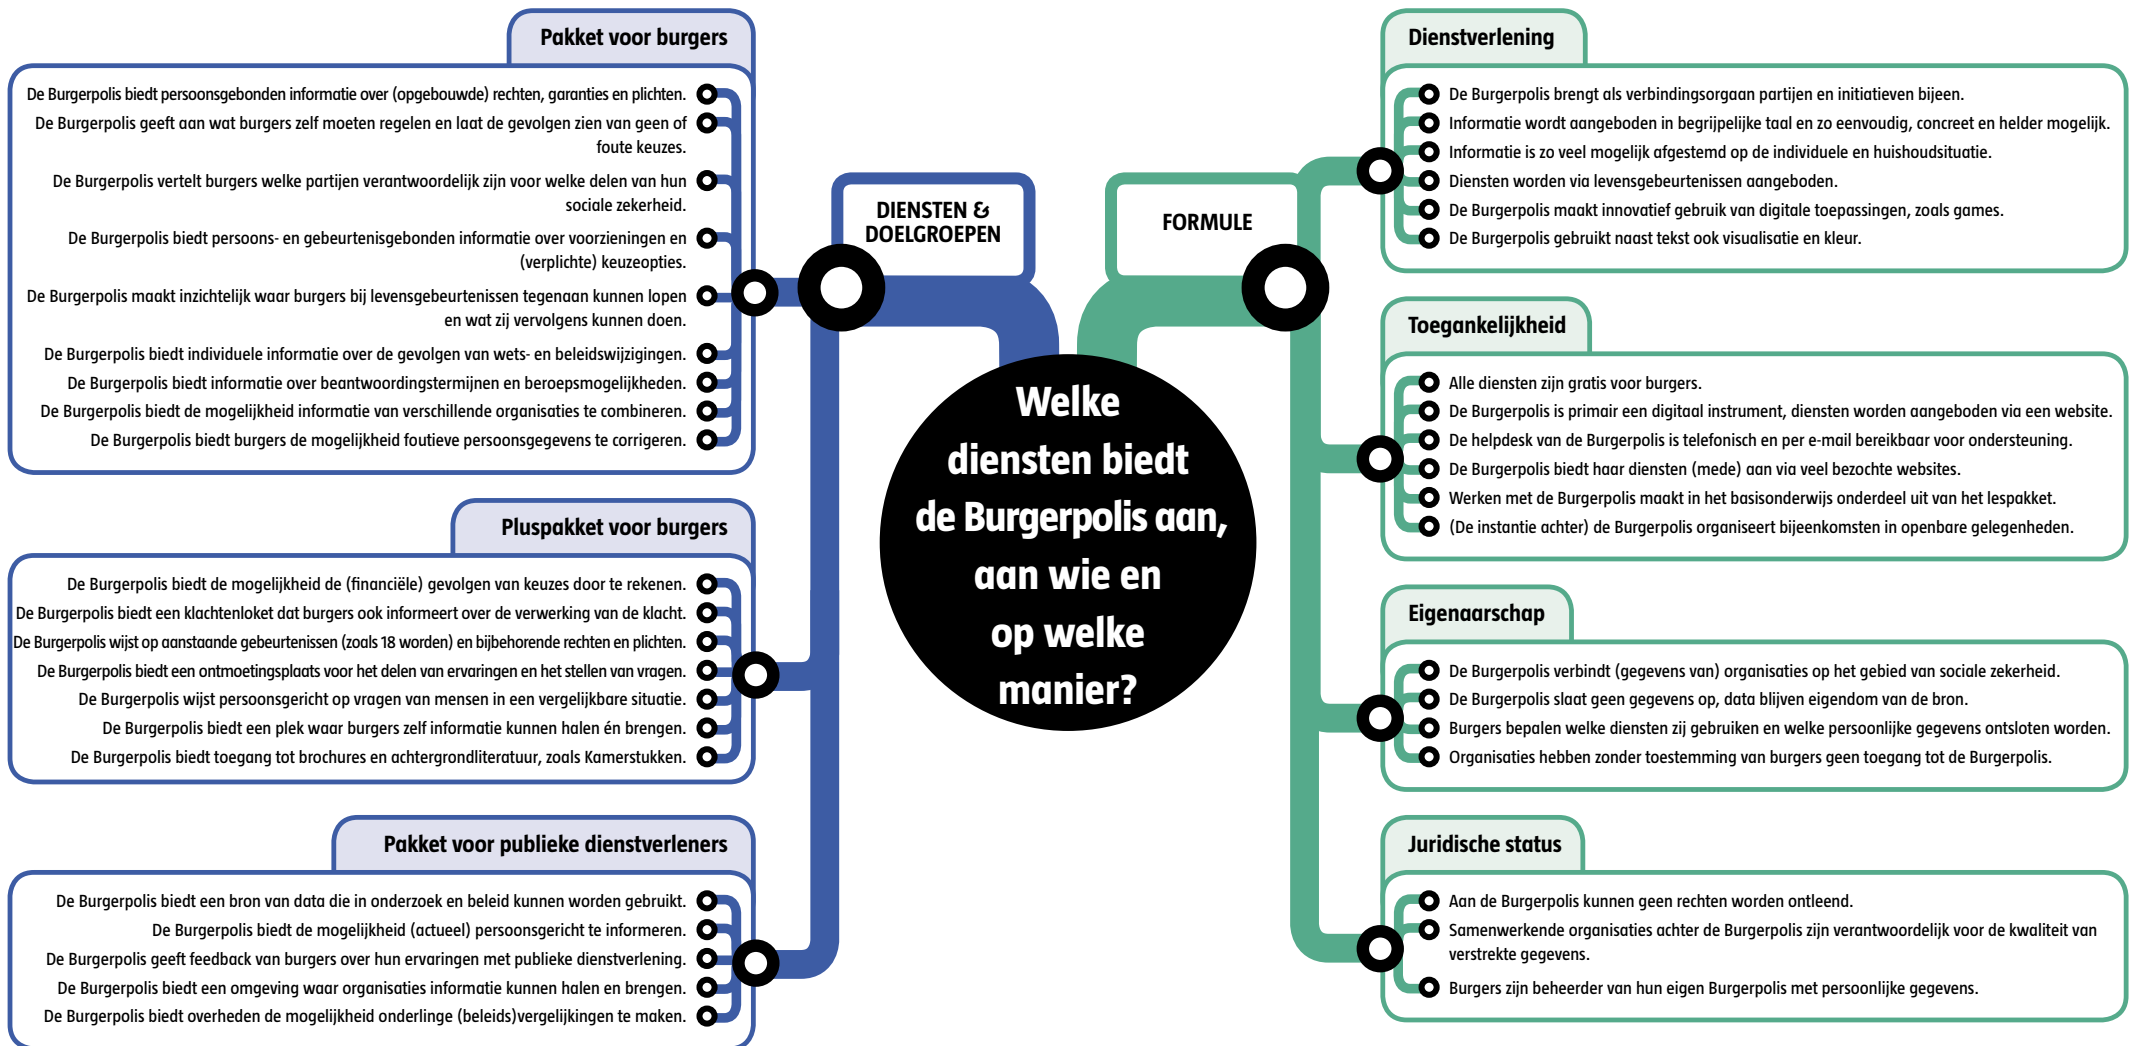 Welke
diensten biedt
de Burgerpolis aan,
aan wie en
op welke
manier?
DIENSTEN &
DOELGROEPEN
Pakket voor burgers
De Burgerpolis biedt persoonsgebonden informatie over (opgebouwde) rechten, garanties en plichten.
De Burgerpolis geeft aan wat burgers zelf moeten regelen en laat de gevolgen zien van geen of
foute keuzes.
De Burgerpolis vertelt burgers welke partijen verantwoordelijk zijn voor welke delen van hun
sociale zekerheid.
De Burgerpolis biedt persoons- en gebeurtenisgebonden informatie over voorzieningen en
(verplichte) keuzeopties.
De Burgerpolis maakt inzichtelijk waar burgers bij levensgebeurtenissen tegenaan kunnen lopen
en wat zij vervolgens kunnen doen.
De Burgerpolis biedt individuele informatie over de gevolgen van wets- en beleidswijzigingen.
De Burgerpolis biedt informatie over beantwoordingstermijnen en beroepsmogelijkheden.
De Burgerpolis biedt de mogelijkheid informatie van verschillende organisaties te combineren.
De Burgerpolis biedt burgers de mogelijkheid foutieve persoonsgegevens te corrigeren.
Pluspakket voor burgers
De Burgerpolis biedt de mogelijkheid de (financiële) gevolgen van keuzes door te rekenen.
De Burgerpolis biedt een klachtenloket dat burgers ook informeert over de verwerking van de klacht.
De Burgerpolis wijst op aanstaande gebeurtenissen (zoals 18 worden) en bijbehorende rechten en plichten.
De Burgerpolis biedt een ontmoetingsplaats voor het delen van ervaringen en het stellen van vragen.
De Burgerpolis wijst persoonsgericht op vragen van mensen in een vergelijkbare situatie.
De Burgerpolis biedt een plek waar burgers zelf informatie kunnen halen én brengen.
De Burgerpolis biedt toegang tot brochures en achtergrondliteratuur, zoals Kamerstukken.
Pakket voor publieke dienstverleners
De Burgerpolis biedt een bron van data die in onderzoek en beleid kunnen worden gebruikt.
De Burgerpolis biedt de mogelijkheid (actueel) persoonsgericht te informeren.
De Burgerpolis geeft feedback van burgers over hun ervaringen met publieke dienstverlening.
De Burgerpolis biedt een omgeving waar organisaties informatie kunnen halen en brengen.
De Burgerpolis biedt overheden de mogelijkheid onderlinge (beleids)vergelijkingen te maken.
FORMULE
Dienstverlening
De Burgerpolis brengt als verbindingsorgaan partijen en initiatieven bijeen.
Informatie wordt aangeboden in begrijpelijke taal en zo eenvoudig, concreet en helder mogelijk.
Informatie is zo veel mogelijk afgestemd op de individuele en huishoudsituatie.
Diensten worden via levensgebeurtenissen aangeboden.
De Burgerpolis maakt innovatief gebruik van digitale toepassingen, zoals games.
De Burgerpolis gebruikt naast tekst ook visualisatie en kleur.
Toegankelijkheid
Alle diensten zijn gratis voor burgers.
De Burgerpolis is primair een digitaal instrument, diensten worden aangeboden via een website.
De helpdesk van de Burgerpolis is telefonisch en per e-mail bereikbaar voor ondersteuning.
De Burgerpolis biedt haar diensten (mede) aan via veel bezochte websites.
Werken met de Burgerpolis maakt in het basisonderwijs onderdeel uit van het lespakket.
(De instantie achter) de Burgerpolis organiseert bijeenkomsten in openbare gelegenheden.
Eigenaarschap
De Burgerpolis verbindt (gegevens van) organisaties op het gebied van sociale zekerheid.
De Burgerpolis slaat geen gegevens op, data blijven eigendom van de bron.
Burgers bepalen welke diensten zij gebruiken en welke persoonlijke gegevens ontsloten worden.
Organisaties hebben zonder toestemming van burgers geen toegang tot de Burgerpolis.
Juridische status
Aan de Burgerpolis kunnen geen rechten worden ontleend.
Samenwerkende organisaties achter de Burgerpolis zijn verantwoordelijk voor de kwaliteit van
verstrekte gegevens.
Burgers zijn beheerder van hun eigen Burgerpolis met persoonlijke gegevens.